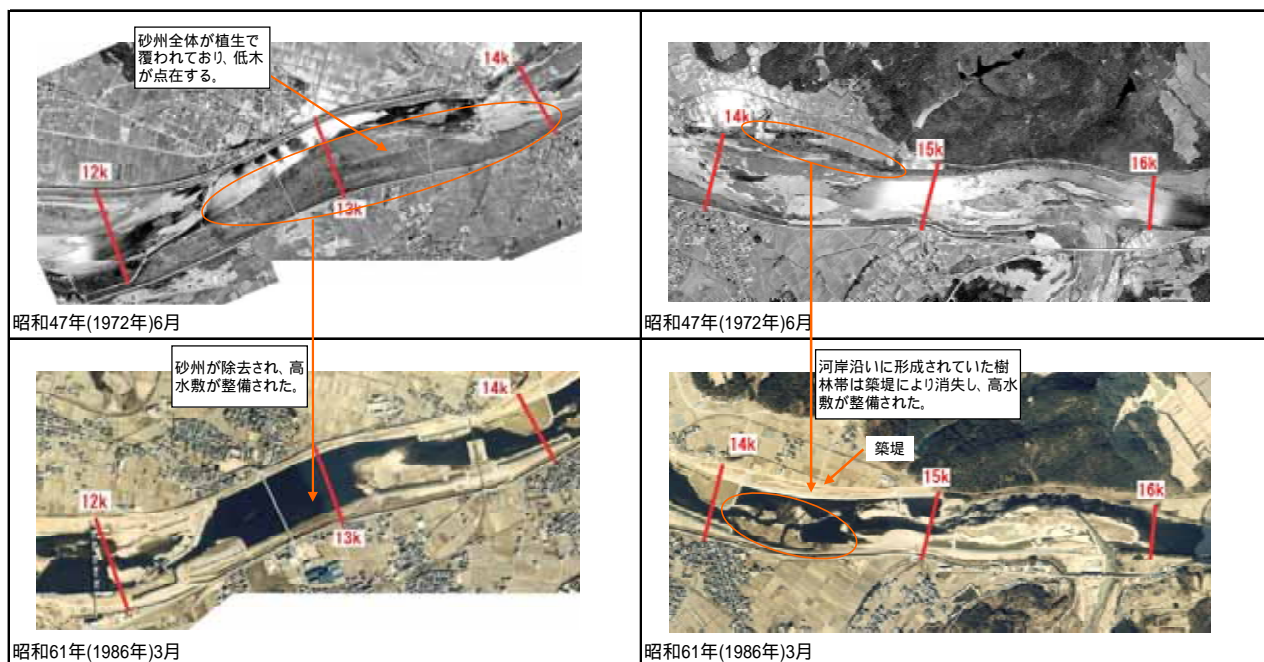 砂州全体が植生で
覆われており、低木
が点在する。
14k
12k
13k
昭和47年(1972年)6月
14k
15k
16k
昭和47年(1972年)6月
砂州が除去され、高
水敷が整備された。
14k
12k
13k
昭和61年(1986年)3月
河岸沿いに形成されていた樹
林帯は築堤により消失し、高水
敷が整備された。
築堤
14k
15k
16k
昭和61年(1986年)3月